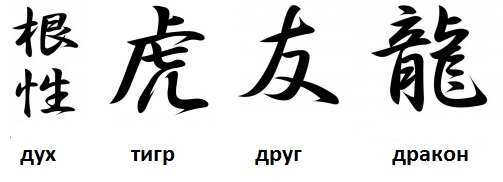 根性 虎 友 龍
дух тигр друг дракон